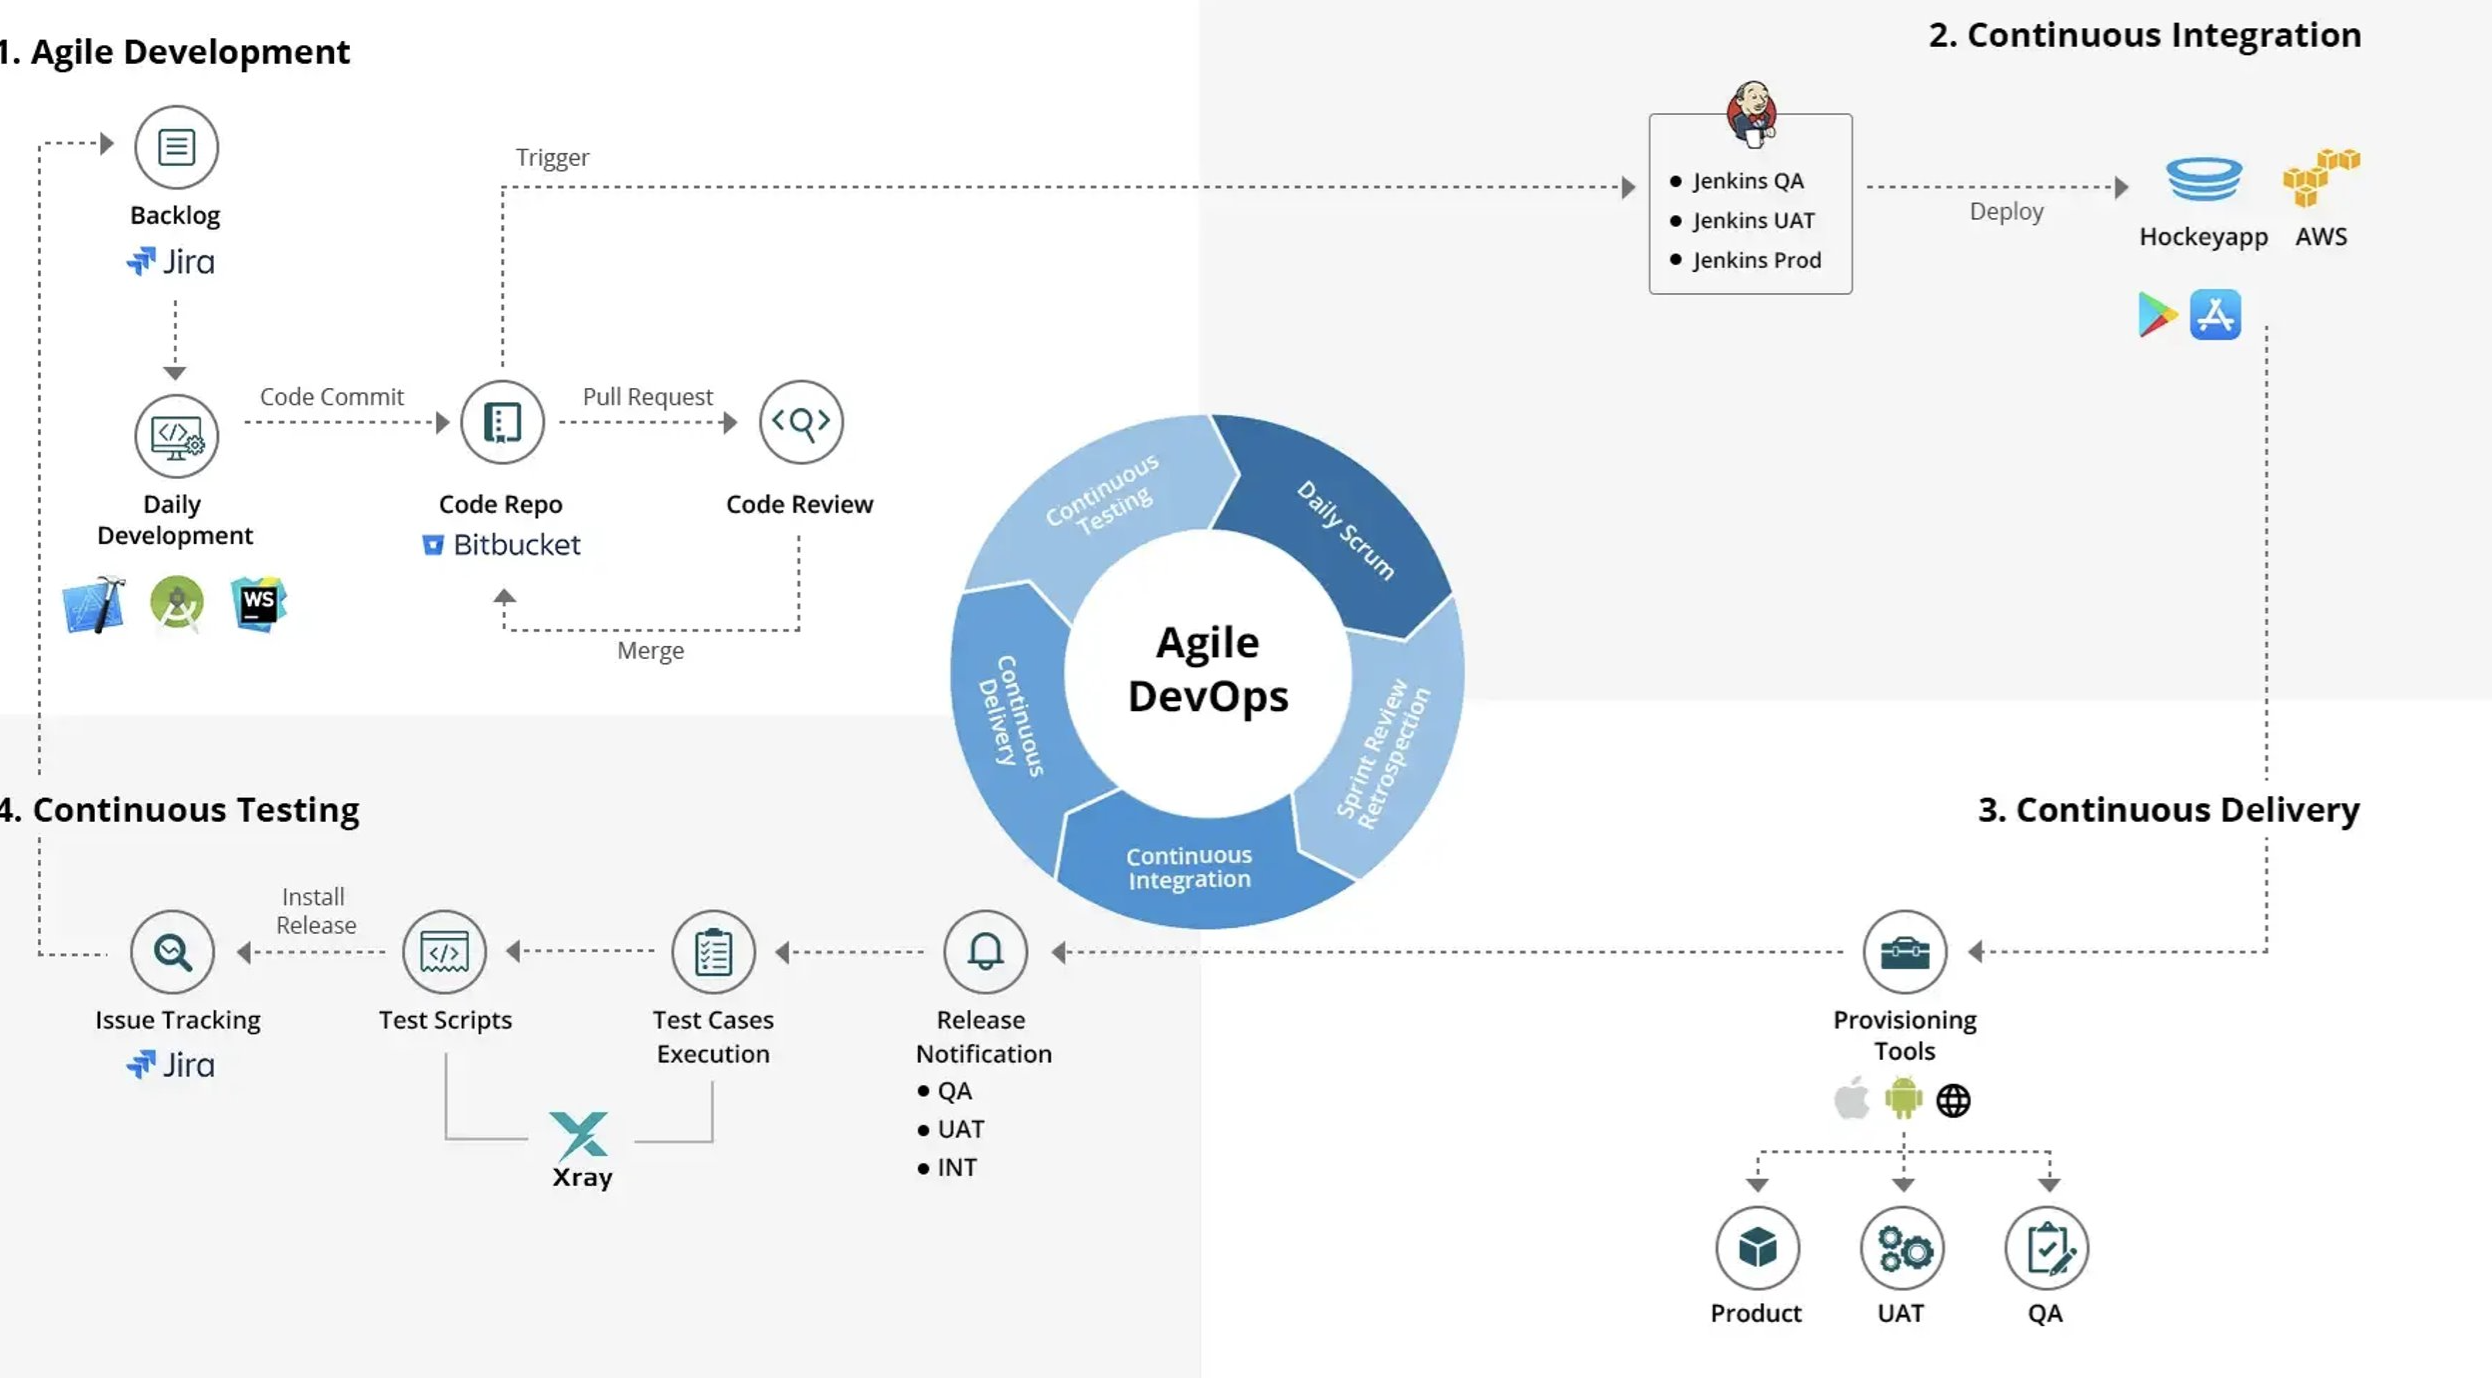 1. Agile Development
Backlog
Jira
Trigger
Code Commit
Pull Request
Daily
Development
WS
Code Repo
Bitbucket
Code Review
Merge
2. Continuous Integration
Jenkins QA
Jenkins UAT
Jenkins Prod
Deploy
Hockeyapp
AWS
Agile
DevOps
Daily Scrum
Sprint Review
Retrospection
Continuous
Integration
Continuous
Delivery
Continuous
Testing
3. Continuous Delivery
Provisioning
Tools
Product
UAT
QA
4. Continuous Testing
Release
Notification
QA
UAT
INT
Test Cases
Execution
Test Scripts
Xray
Install
Release
Issue Tracking
Jira